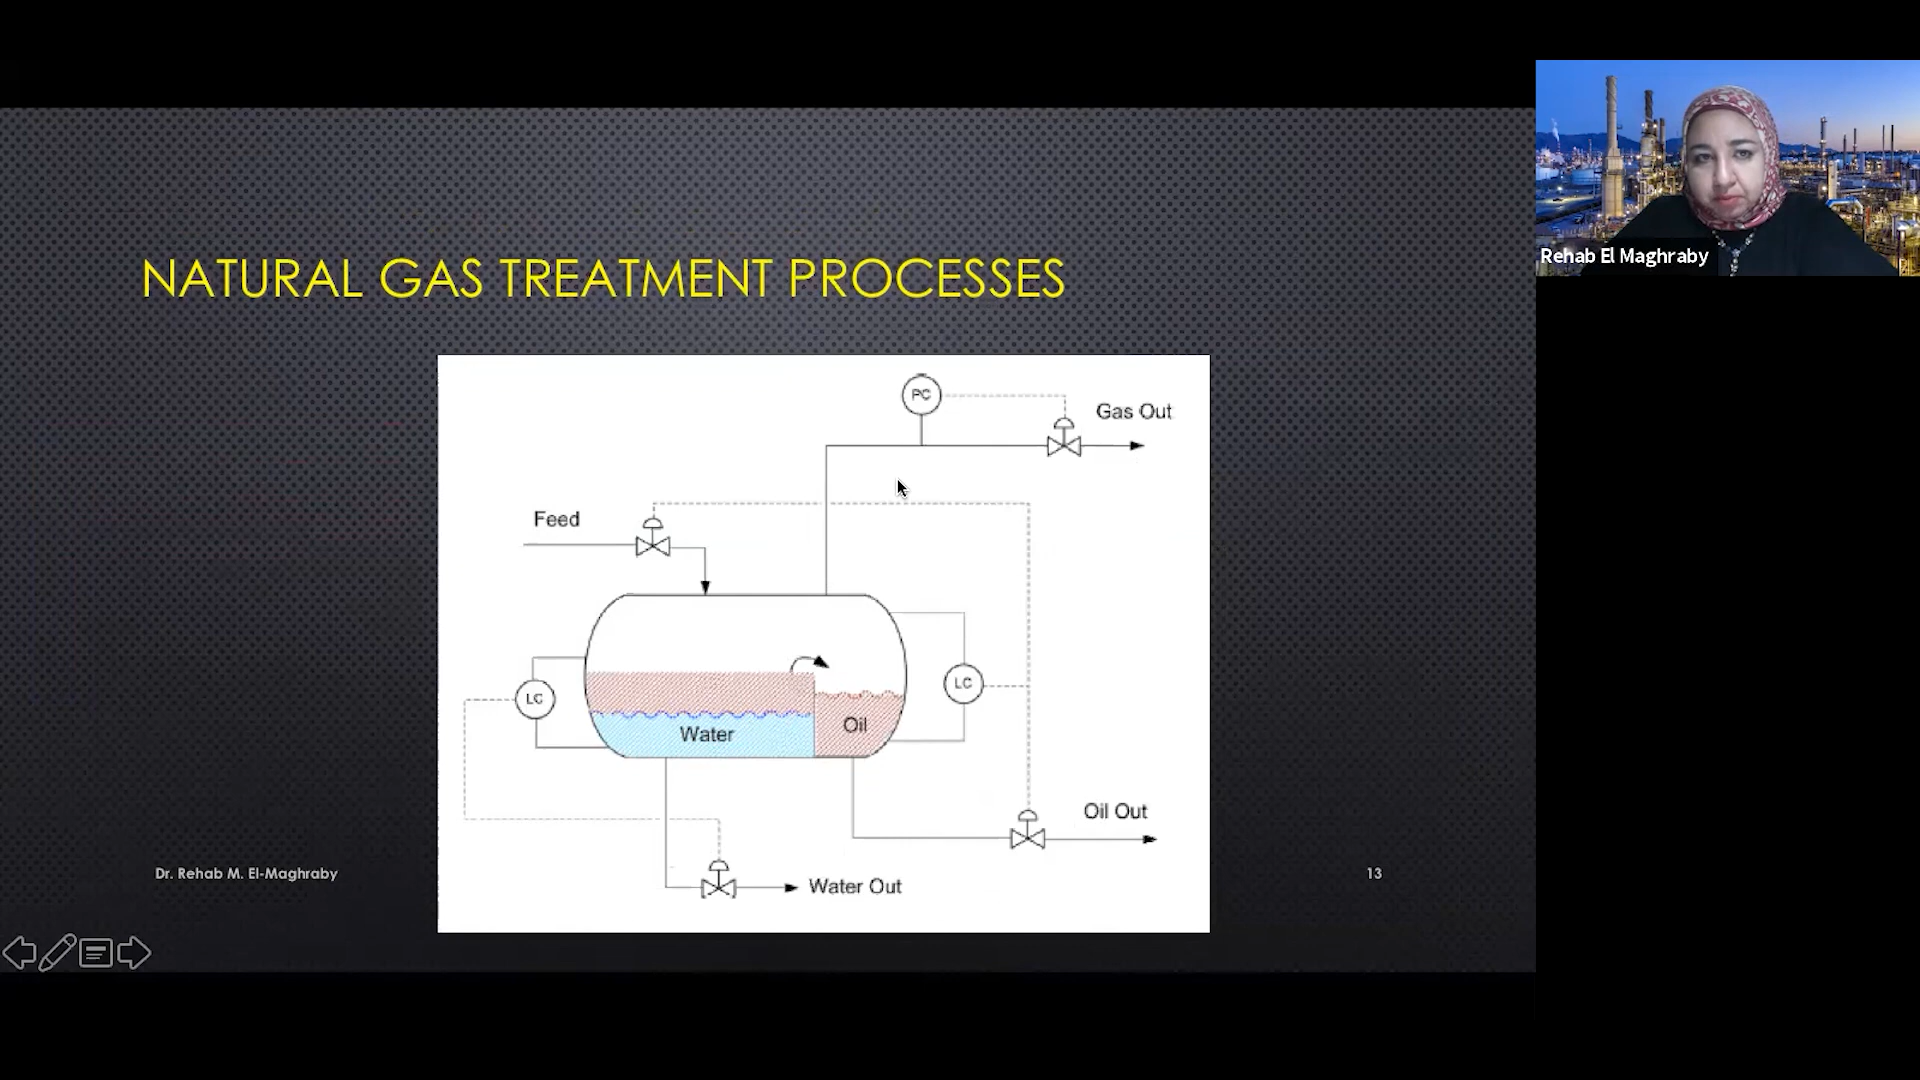 Rehab El Maghraby
NATURAL GAS TREATMENT PROCESSES
PC
Gas Out
Feed
LC
LC
Oil
Water
Oil Out
Water Out
Dr. Rehab M. El-Maghraby
13